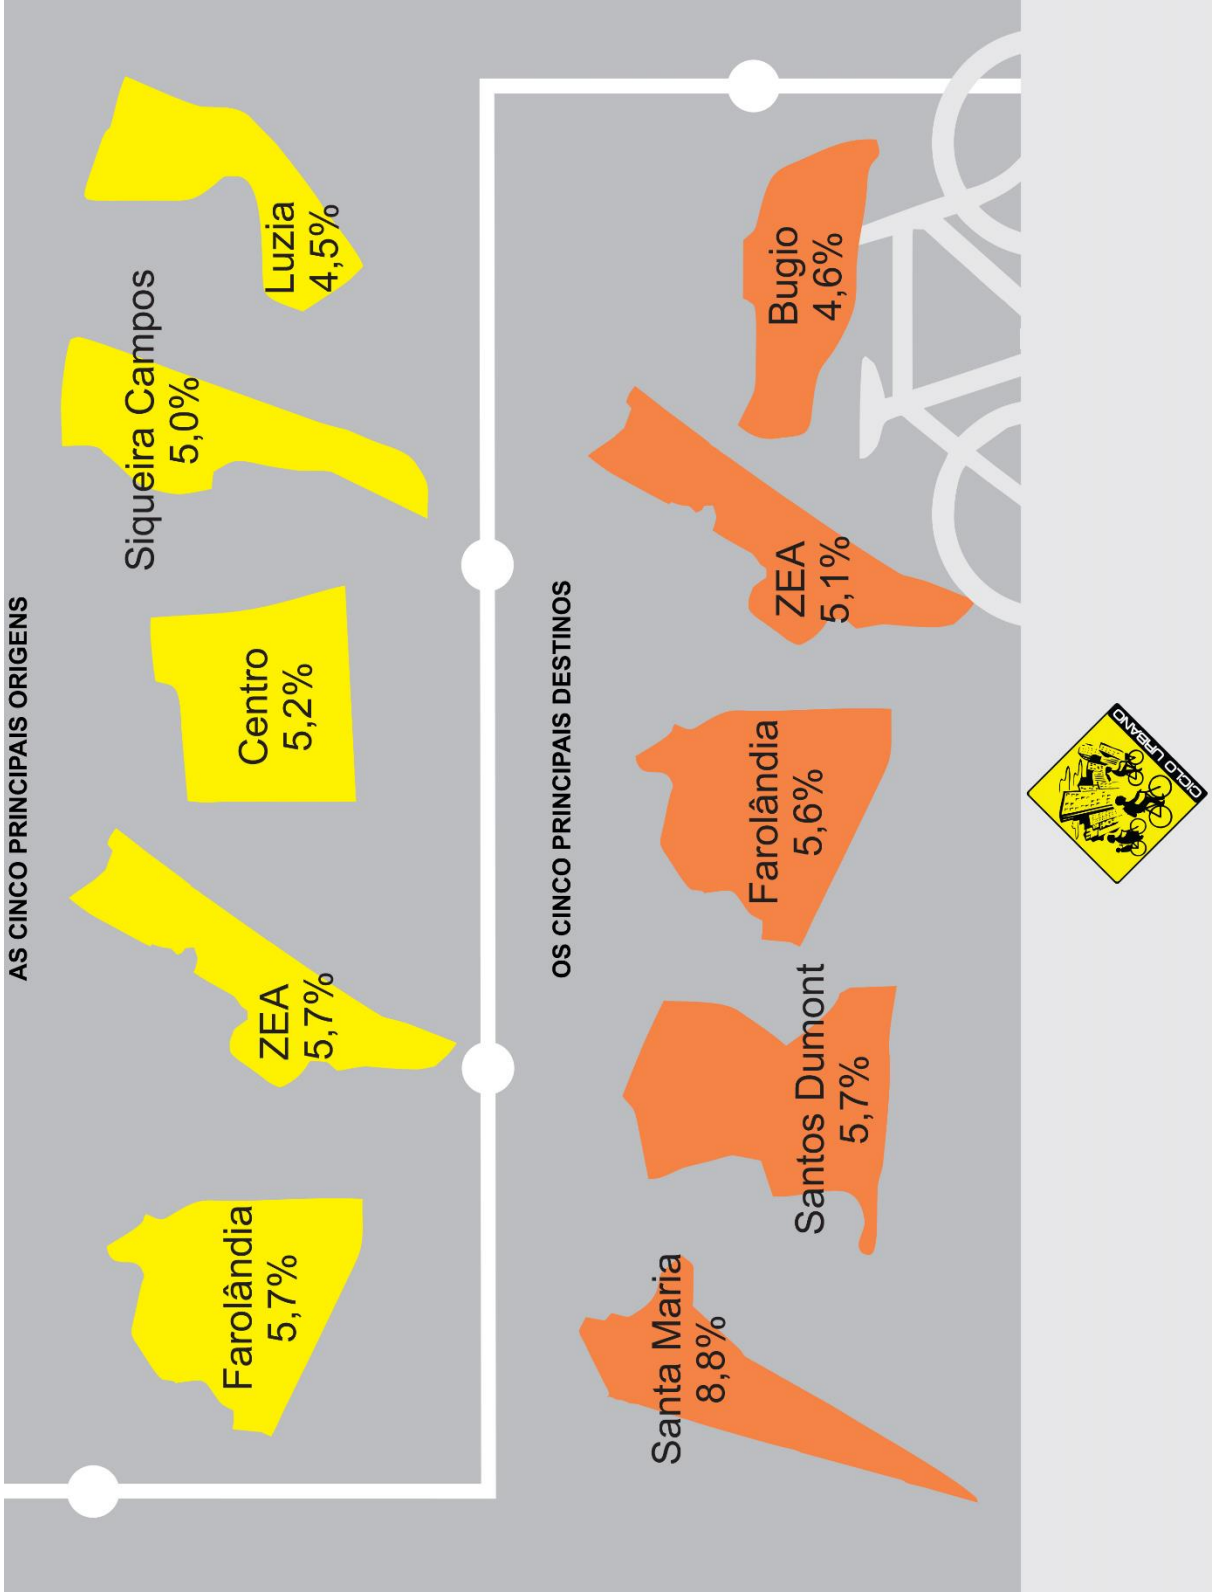 AS CINCO PRINCIPAIS ORIGENS
Farolândia
5,7%
ZEA
5,7%
Centro
5,2%
Siqueira Campos
5,0%
Luzia
4,5%
OS CINCO PRINCIPAIS DESTINOS
Santa Maria
8,8%
Santos Dumont
5,7%
Farolândia
5,6%
ZEA
5,1%
Bugio
4,6%
CICLO URBANO